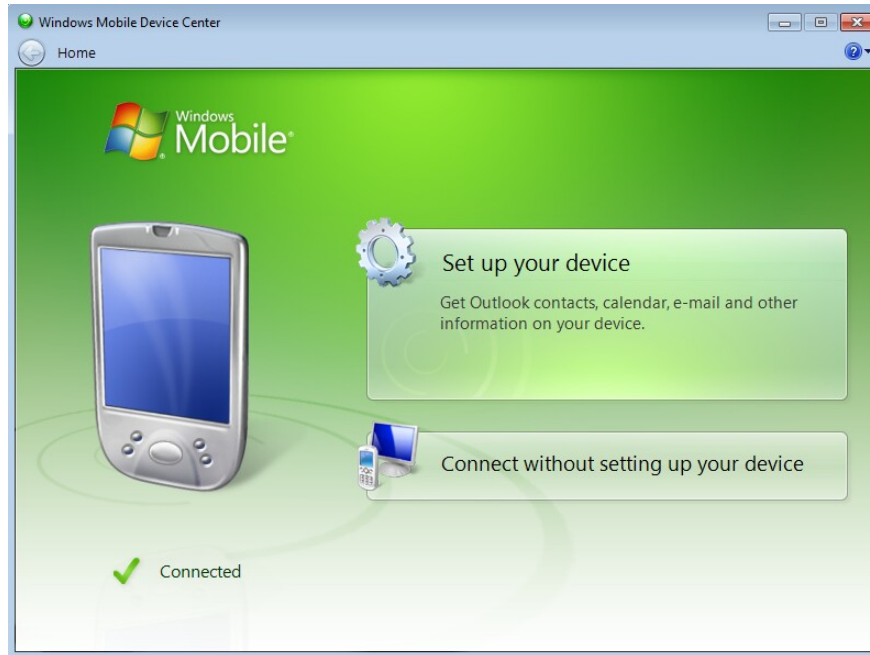 Windows Mobile Device Center
Home
Windows
Mobile®
Set up your device
Get Outlook contacts, calendar, e-mail and other
information on your device.
Connect without setting up your device
Connected